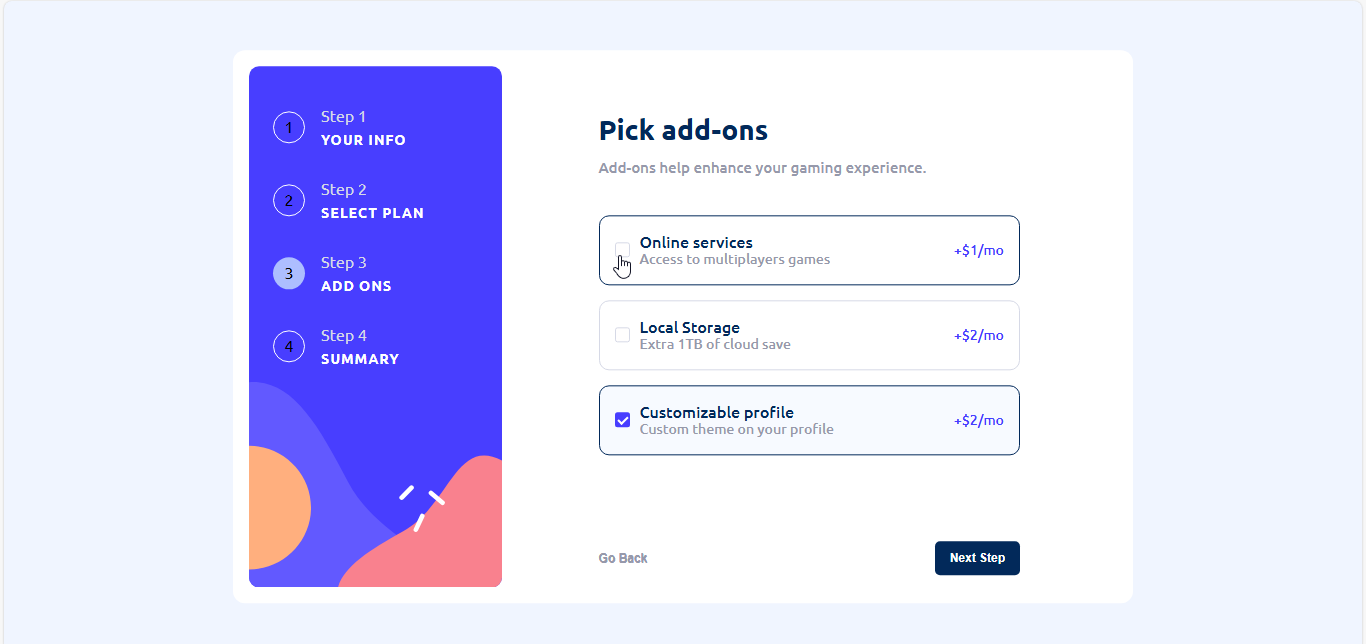 1
Step 1
YOUR INFO
2
Step 2
SELECT PLAN
3
Step 3
ADD ONS
4
Step 4
SUMMARY
Pick add-ons
Add-ons help enhance your gaming experience.
Online services
Access to multiplayers games
+$1/mo
Local Storage
Extra 1TB of cloud save
+$2/mo
Customizable profile
Custom theme on your profile
+$2/mo
Go Back
Next Step